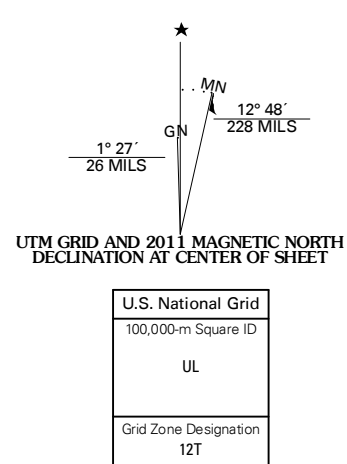 MN
GN
12° 48´
228 MILS
1° 27´
26 MILS
UTM GRID AND 2011 MAGNETIC NORTH
DECLINATION AT CENTER OF SHEET
U.S. National Grid
100,000-m Square ID
UL
Grid Zone Designation
12T